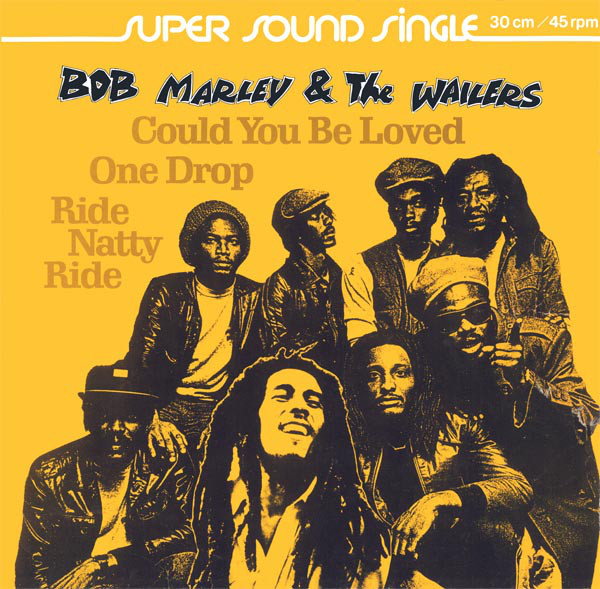 SUPER SOUND SINGLE 30 cm / 45 rpm
BOB MARLEY & The WAILERS
Could You Be Loved
One Drop
Ride
Natty
Ride